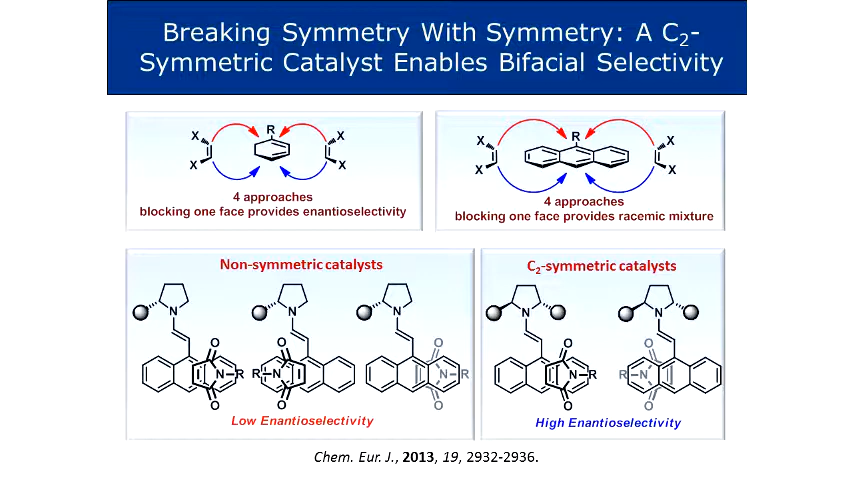 Breaking Symmetry With Symmetry: A C₂-
Symmetric Catalyst Enables Bifacial Selectivity
R
X
X
X
X
4 approaches
blocking one face provides enantioselectivity
R
X
X
X
X
4 approaches
blocking one face provides racemic mixture
Non-symmetric catalysts
N
O
N-R
O
N
O
R-N
O
N
O
N-R
O
Low Enantioselectivity
C₂-symmetric catalysts
N
O
N-R
O
N
O
R-N
O
High Enantioselectivity
Chem. Eur. J., 2013, 19, 2932-2936.